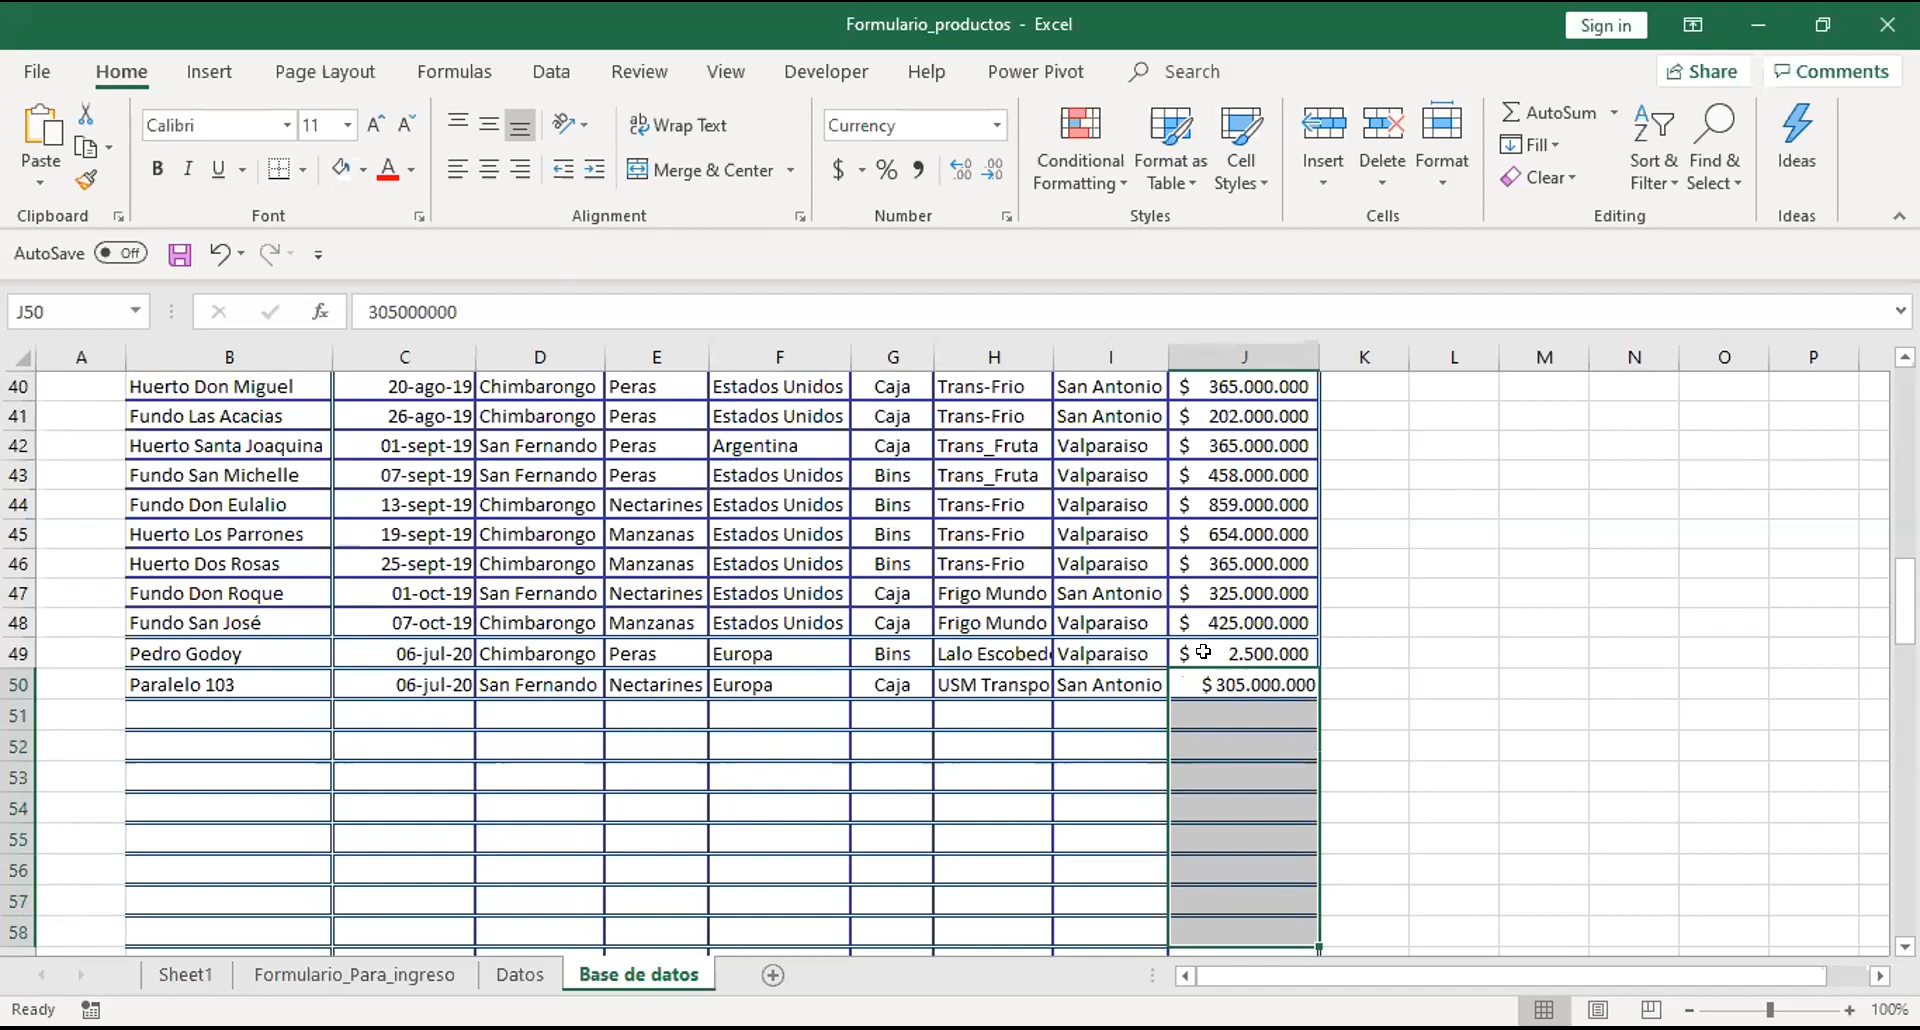 Formulario_productos - Excel
Sign in
File Home Insert Page Layout Formulas Data Review View Developer Help Power Pivot Search Share Comments
Calibri 11 Wrap Text Currency AutoSum
Paste Conditional Formatting Format as Table Cell Styles Insert Delete Format Fill Sort & Filter Find & Select Ideas
B I U A Merge & Center $ % Clear
Clipboard Font Alignment Number Styles Cells Editing Ideas
AutoSave Off
J50 fx 305000000
A B C D E F G H I J K L M N O P
40 Huerto Don Miguel 20-ago-19 Chimbarongo Peras Estados Unidos Caja Trans-Frio San Antonio $ 365.000.000
41 Fundo Las Acacias 26-ago-19 Chimbarongo Peras Estados Unidos Caja Trans-Frio San Antonio $ 202.000.000
42 Huerto Santa Joaquina 01-sept-19 San Fernando Peras Argentina Caja Trans_Fruta Valparaiso $ 365.000.000
43 Fundo San Michelle 07-sept-19 San Fernando Peras Estados Unidos Bins Trans_Fruta Valparaiso $ 458.000.000
44 Fundo Don Eulalio 13-sept-19 Chimbarongo Nectarines Estados Unidos Bins Trans-Frio Valparaiso $ 859.000.000
45 Huerto Los Parrones 19-sept-19 Chimbarongo Manzanas Estados Unidos Bins Trans-Frio Valparaiso $ 654.000.000
46 Huerto Dos Rosas 25-sept-19 Chimbarongo Manzanas Estados Unidos Bins Trans-Frio Valparaiso $ 365.000.000
47 Fundo Don Roque 01-oct-19 San Fernando Nectarines Estados Unidos Caja Frigo Mundo San Antonio $ 325.000.000
48 Fundo San José 07-oct-19 Chimbarongo Manzanas Estados Unidos Caja Frigo Mundo Valparaiso $ 425.000.000
49 Pedro Godoy 06-jul-20 Chimbarongo Peras Europa Bins Lalo Escobed Valparaiso $ 2.500.000
50 Paralelo 103 06-jul-20 San Fernando Nectarines Europa Caja USM Transpo San Antonio $ 305.000.000
51
52
53
54
55
56
57
58
Sheet1 Formulario_Para_ingreso Datos Base de datos
Ready 100%